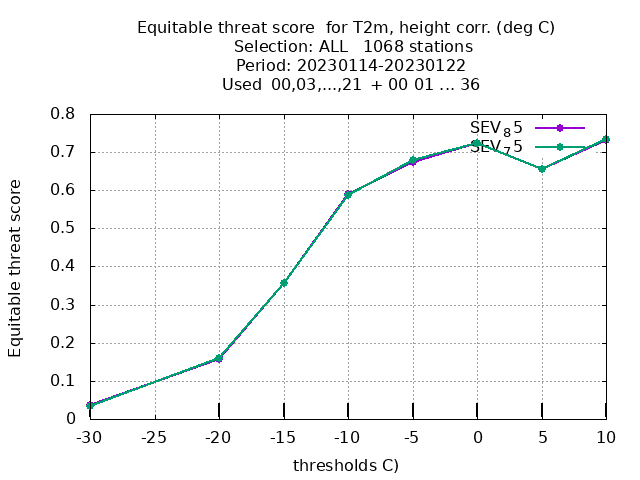 Equitable threat score  for T2m, height corr. (deg C)
Selection: ALL   1068 stations
Period: 20230114-20230122
Used  00,03,...,21  + 00 01 ... 36
SEV₈5
SEV₇5
0.8
0.7
0.6
0.5
0.4
0.3
0.2
0.1
0
Equitable threat score
-30 -25 -20 -15 -10 -5 0 5 10
thresholds C)